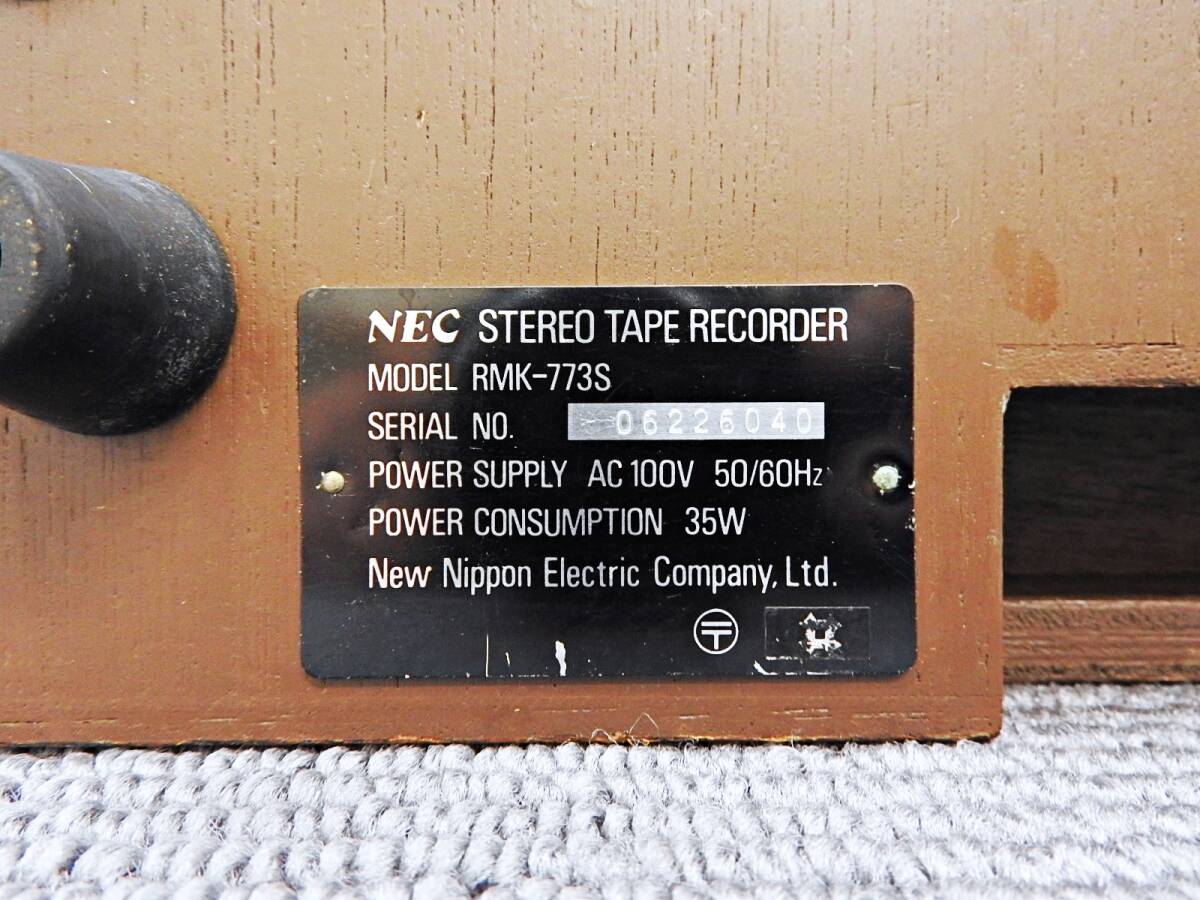 NEC STEREO TAPE RECORDER
MODEL RMK-773S
SERIAL NO. 06226040
POWER SUPPLY AC 100V 50/60Hz
POWER CONSUMPTION 35W
New Nippon Electric Company, Ltd.